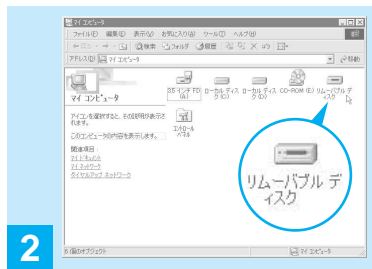 マイ コンピュータ
ファイル(F) 編集(E) 表示(V) お気に入り(A) ツール(T) ヘルプ(H)
検索 フォルダ 履歴
アドレス(D) マイ コンピュータ 移動
マイ コンピュータ
3.5 インチ FD (A:)
ローカル ディスク (C:)
ローカル ディスク (D:)
CD-ROM (E:)
リムーバブル ディスク
コントロール パネル
アイコンを選択すると、その説明が表示されます。
このコンピュータの内容を表示します。
関連項目:
マイ ドキュメント
マイ ネットワーク
ダイヤルアップ ネットワーク
リムーバブル デ
ィスク
2
6 個のオブジェクト
マイ コンピュータ